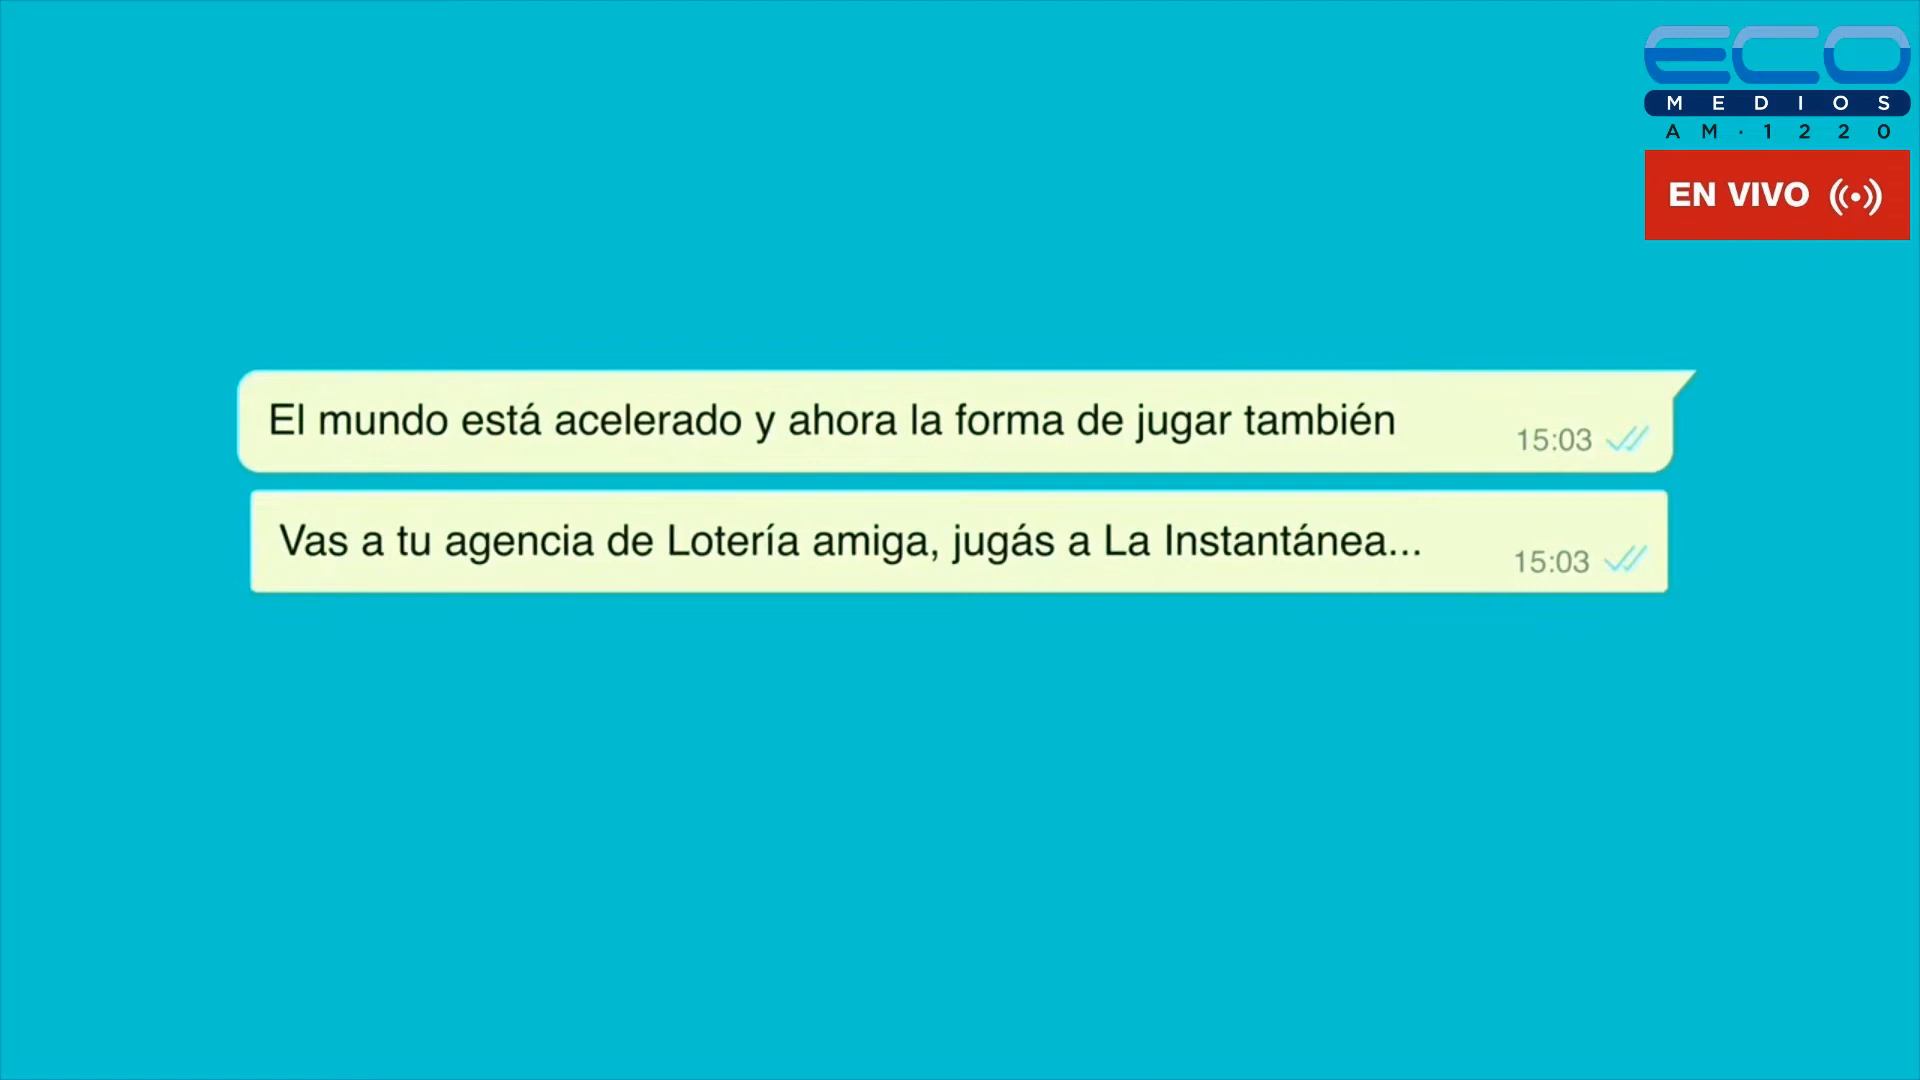 eco
MEDIOS
AM·1220
EN VIVO
El mundo está acelerado y ahora la forma de jugar también
15:03
Vas a tu agencia de Lotería amiga, jugás a La Instantánea...
15:03